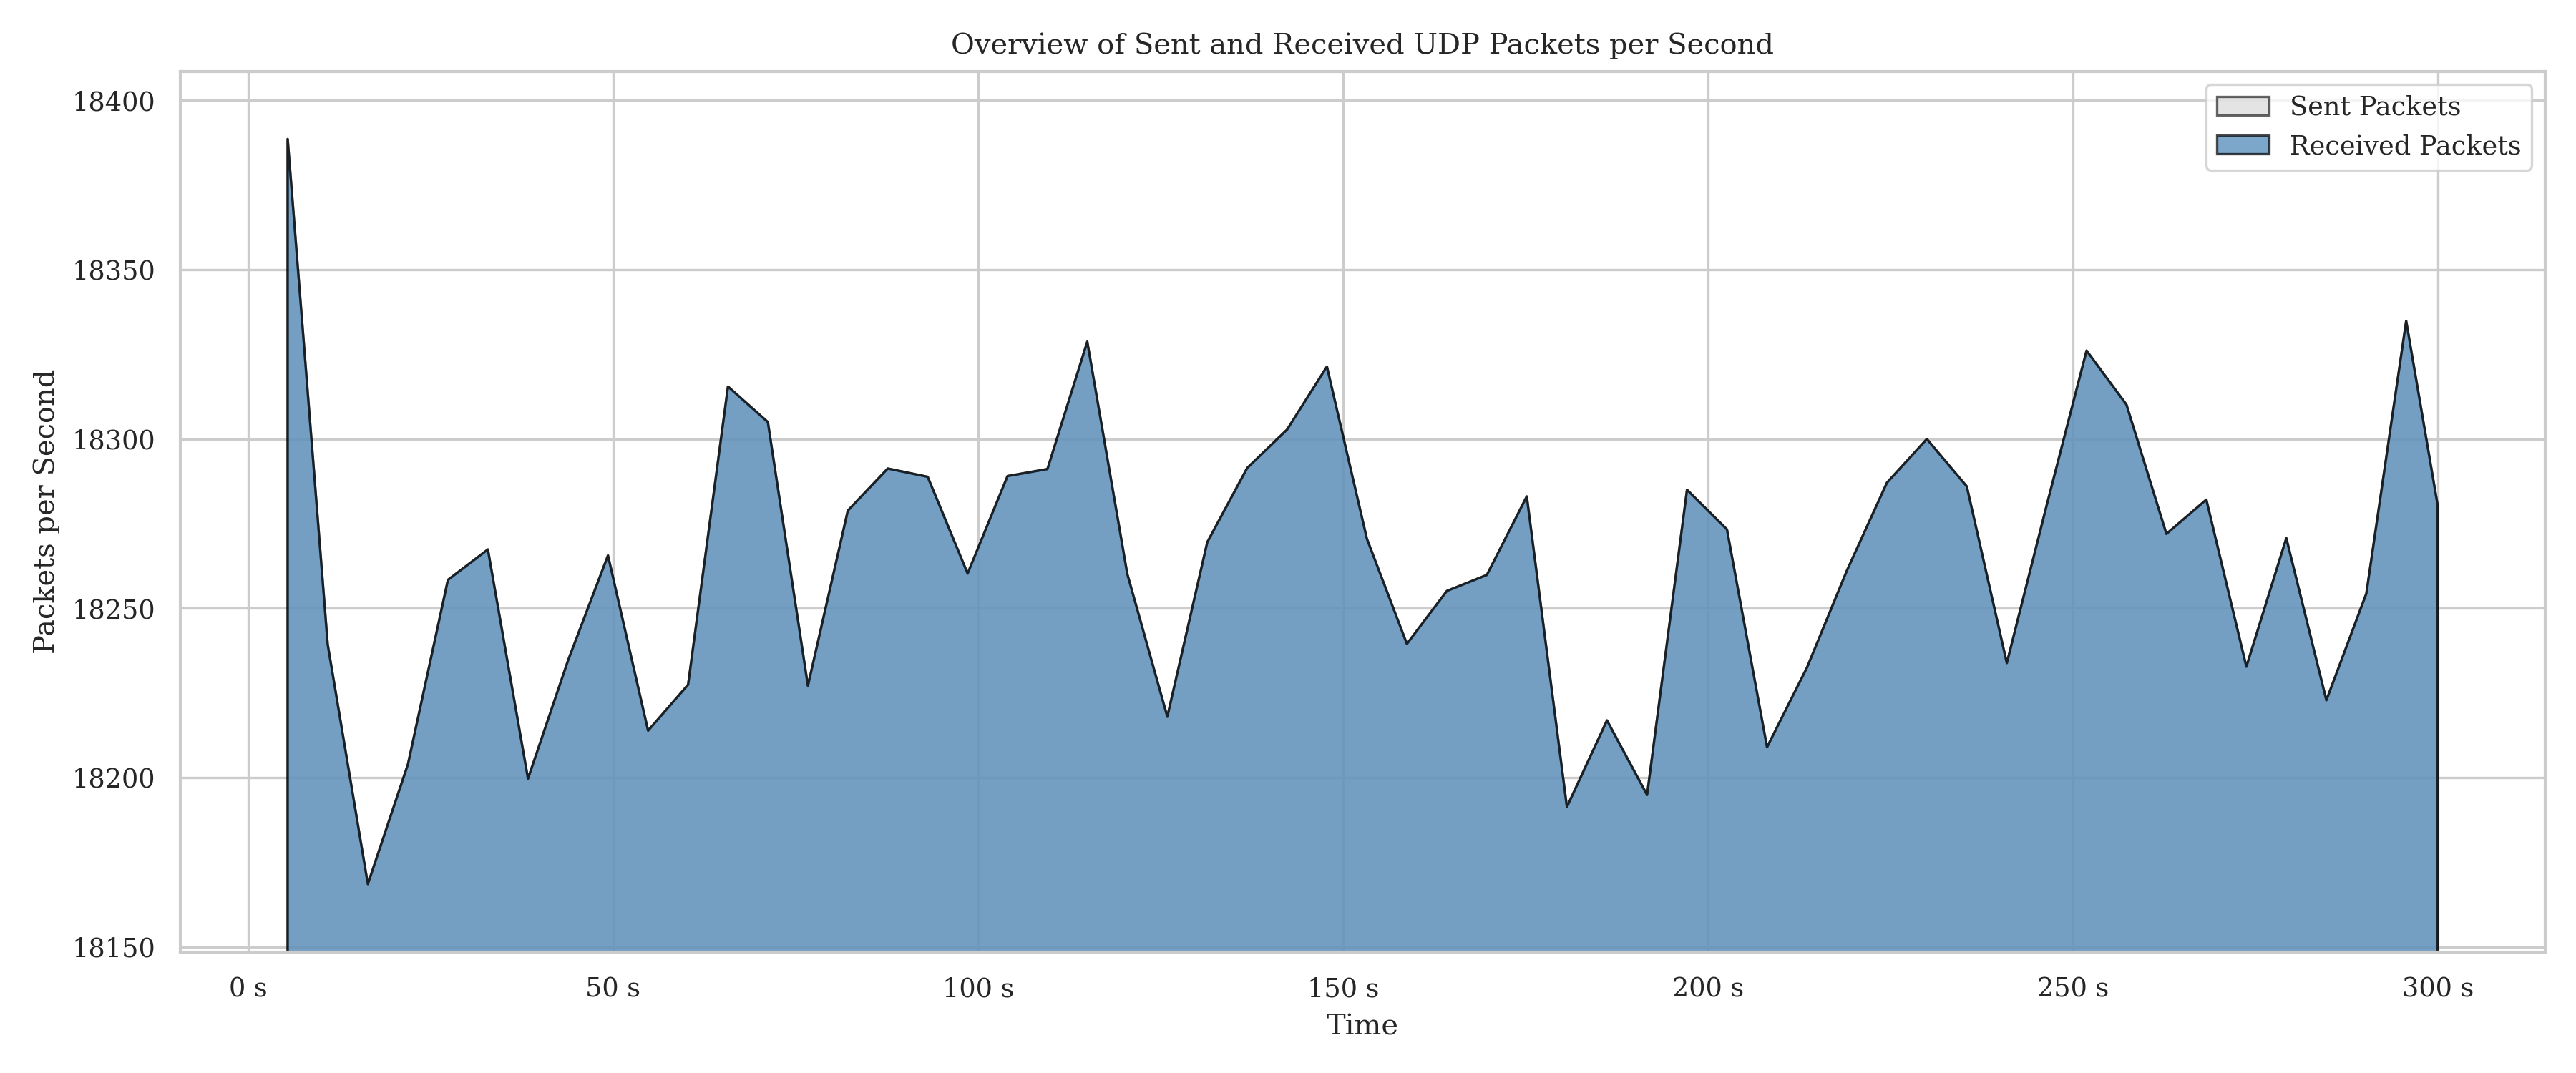 Overview of Sent and Received UDP Packets per Second
Sent Packets
Received Packets
Packets per Second
18400
18350
18300
18250
18200
18150
0 s 50 s 100 s 150 s 200 s 250 s 300 s
Time